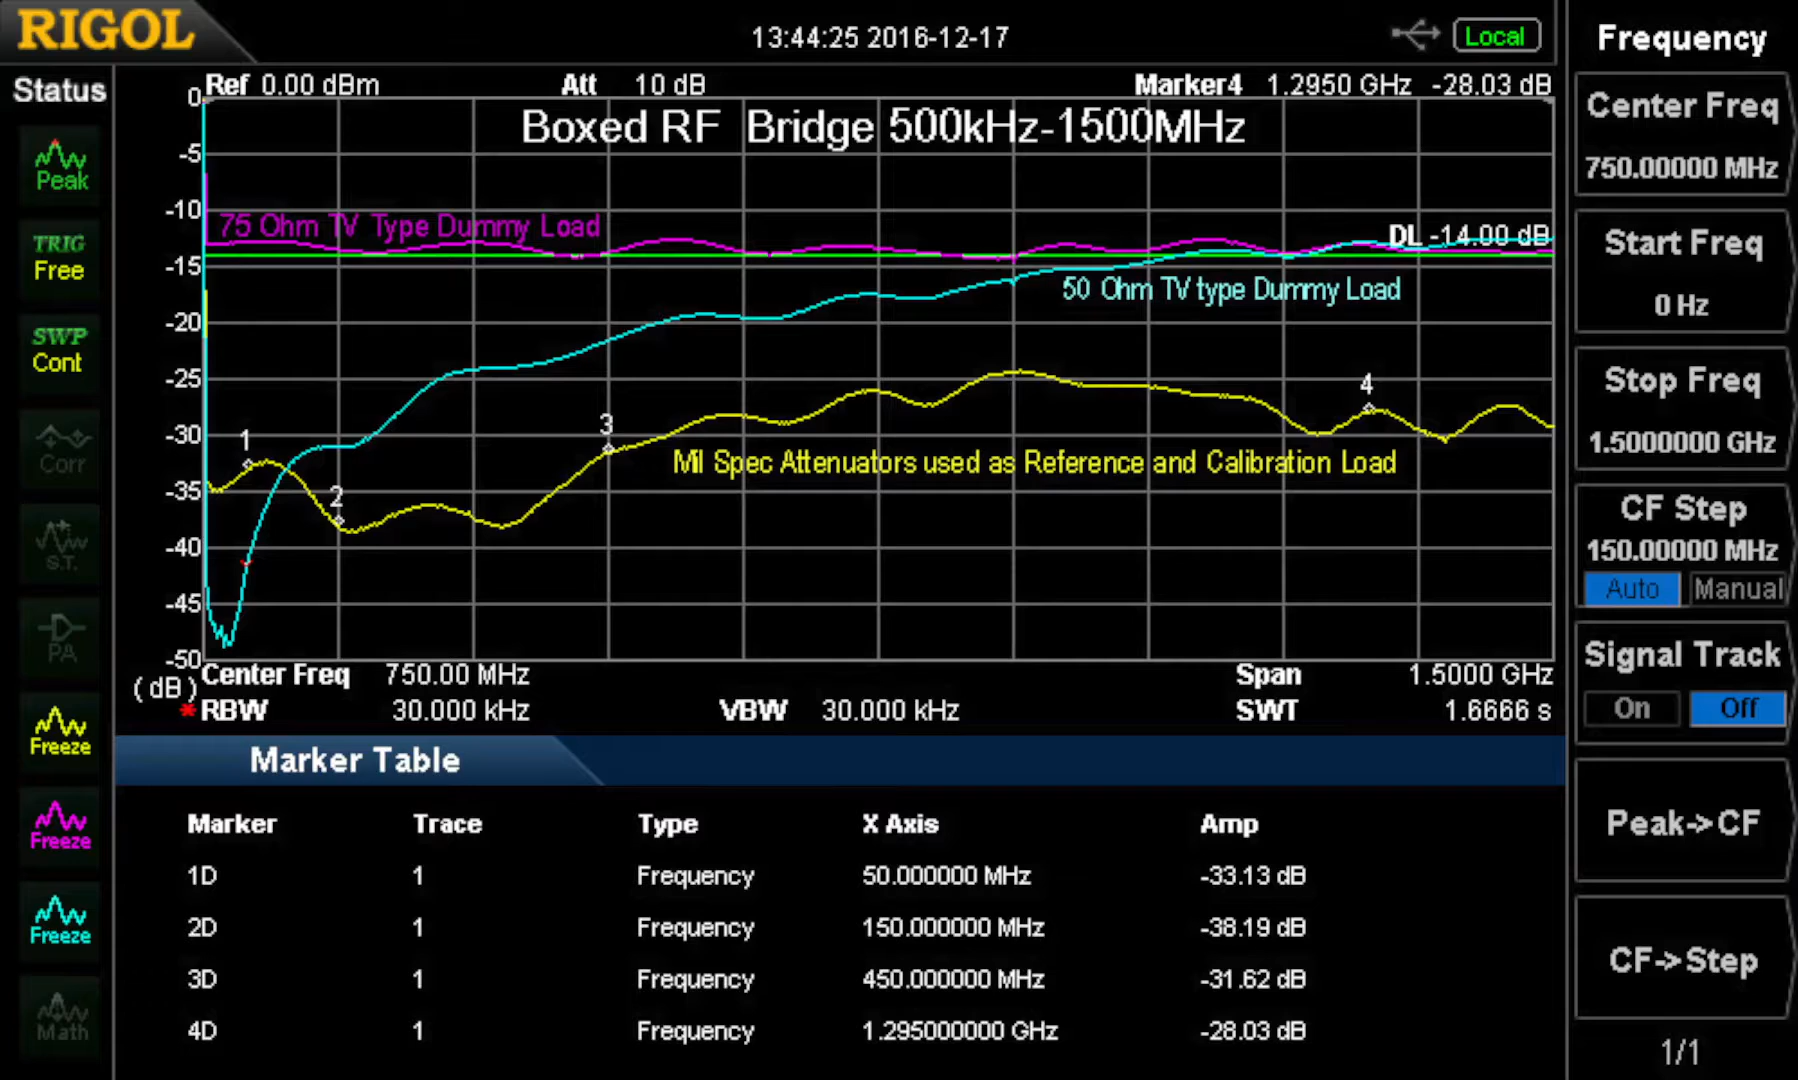 RIGOL
13:44:25 2016-12-17
Local
Frequency
Status
Ref 0.00 dBm Att 10 dB Marker4 1.2950 GHz -28.03 dB
Boxed RF Bridge 500kHz-1500MHz
0
-5
-10
-15
-20
-25
-30
-35
-40
-45
-50
(dB)
75 Ohm TV Type Dummy Load
DL -14.00 dB
50 Ohm TV type Dummy Load
1
2
3
4
Mil Spec Attenuators used as Reference and Calibration Load
Center Freq 750.00 MHz Span 1.5000 GHz
*RBW 30.000 kHz VBW 30.000 kHz SWT 1.6666 s
Peak
TRIG
Free
SWP
Cont
Corr
S.T.
PA
Freeze
Freeze
Freeze
Math
Marker Table
Marker Trace Type X Axis Amp
1D 1 Frequency 50.000000 MHz -33.13 dB
2D 1 Frequency 150.000000 MHz -38.19 dB
3D 1 Frequency 450.000000 MHz -31.62 dB
4D 1 Frequency 1.295000000 GHz -28.03 dB
Center Freq
750.00000 MHz
Start Freq
0 Hz
Stop Freq
1.5000000 GHz
CF Step
150.00000 MHz
Auto Manual
Signal Track
On Off
Peak->CF
CF->Step
1/1